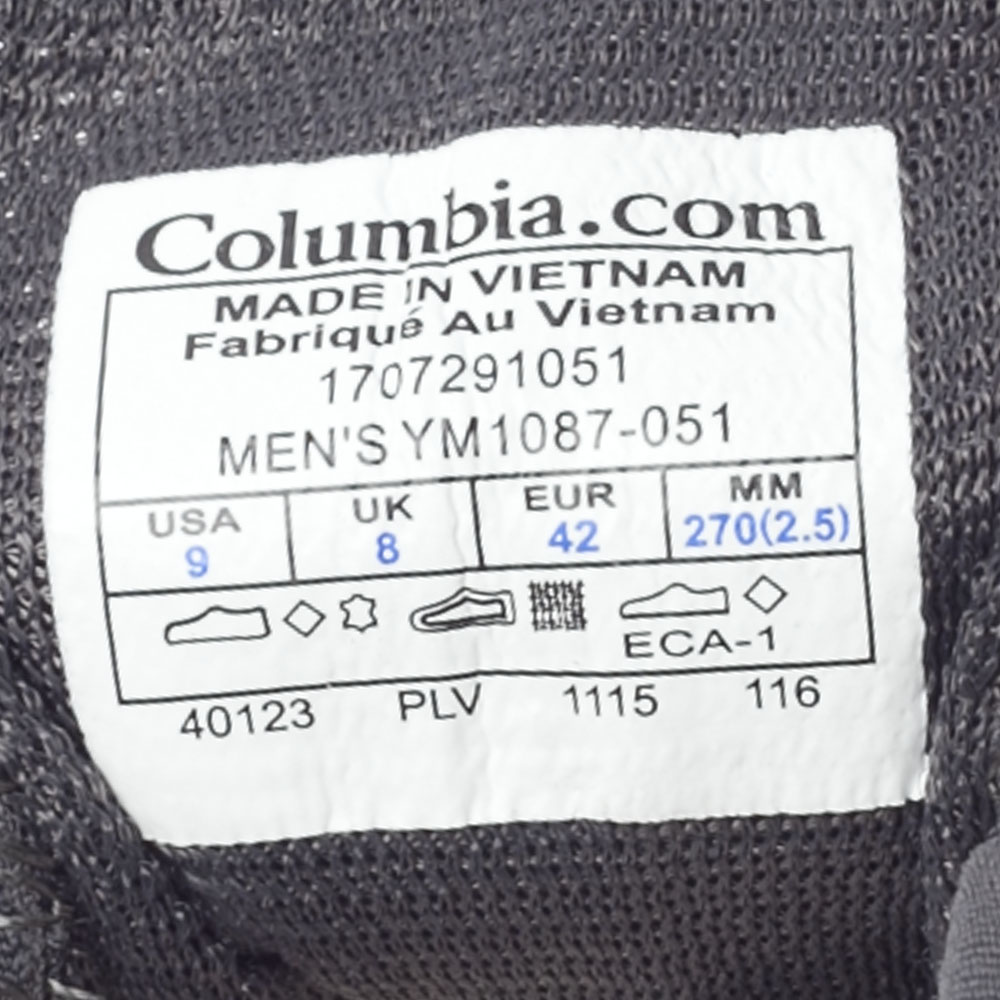 Columbia.com
MADE IN VIETNAM
Fabriqué Au Vietnam
1707291051
MEN'S YM1087-051
USA UK EUR MM
9 8 42 270(2.5)
ECA-1
40123 PLV 1115 116